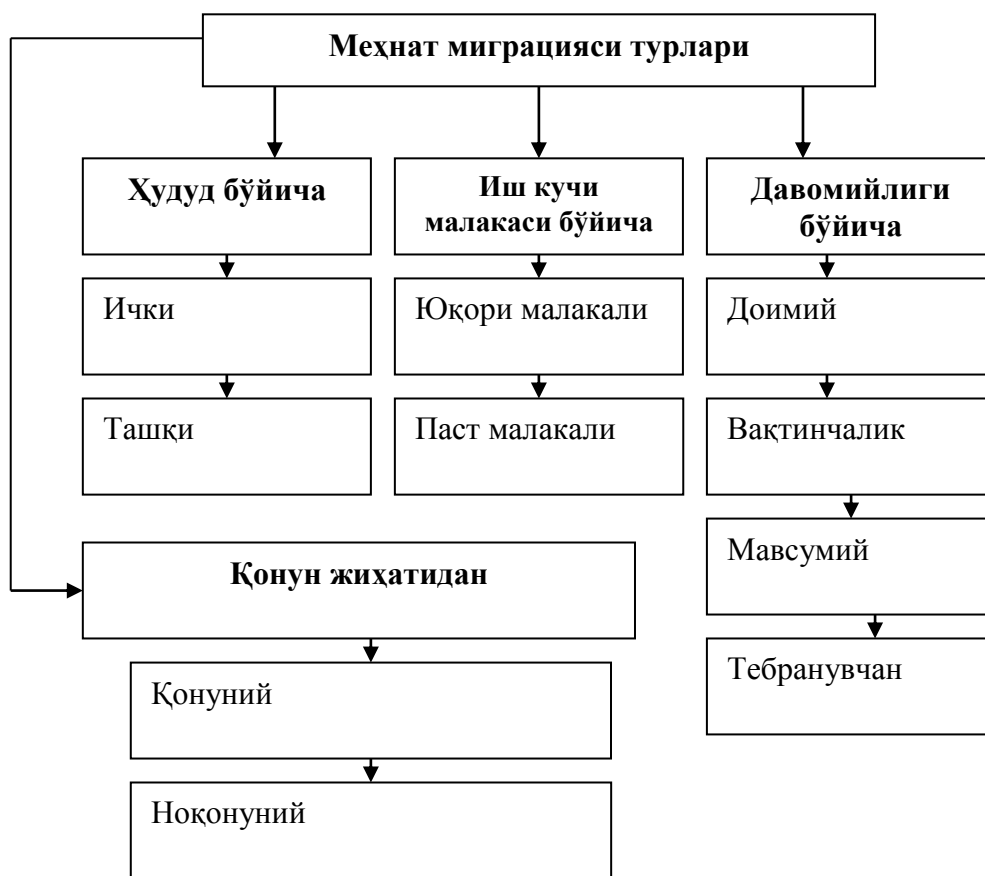 Меҳнат миграцияси турлари
Ҳудуд бўйича
Иш кучи
малакаси бўйича
Давомийлиги
бўйича
Ички
Юқори малакали
Доимий
Ташқи
Паст малакали
Вақтинчалик
Мавсумий
Қонун жиҳатидан
Тебранувчан
Қонуний
Ноқонуний